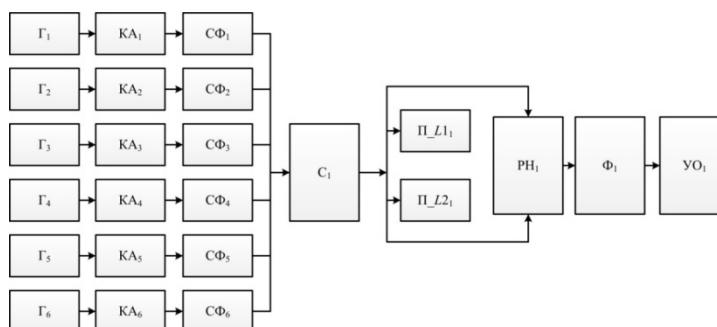 Г₁ КА₁ СФ₁
Г₂ КА₂ СФ₂
Г₃ КА₃ СФ₃
Г₄ КА₄ СФ₄
Г₅ КА₅ СФ₅
Г₆ КА₆ СФ₆
С₁
П_L1₁
П_L2₁
РН₁ Ф₁ УО₁